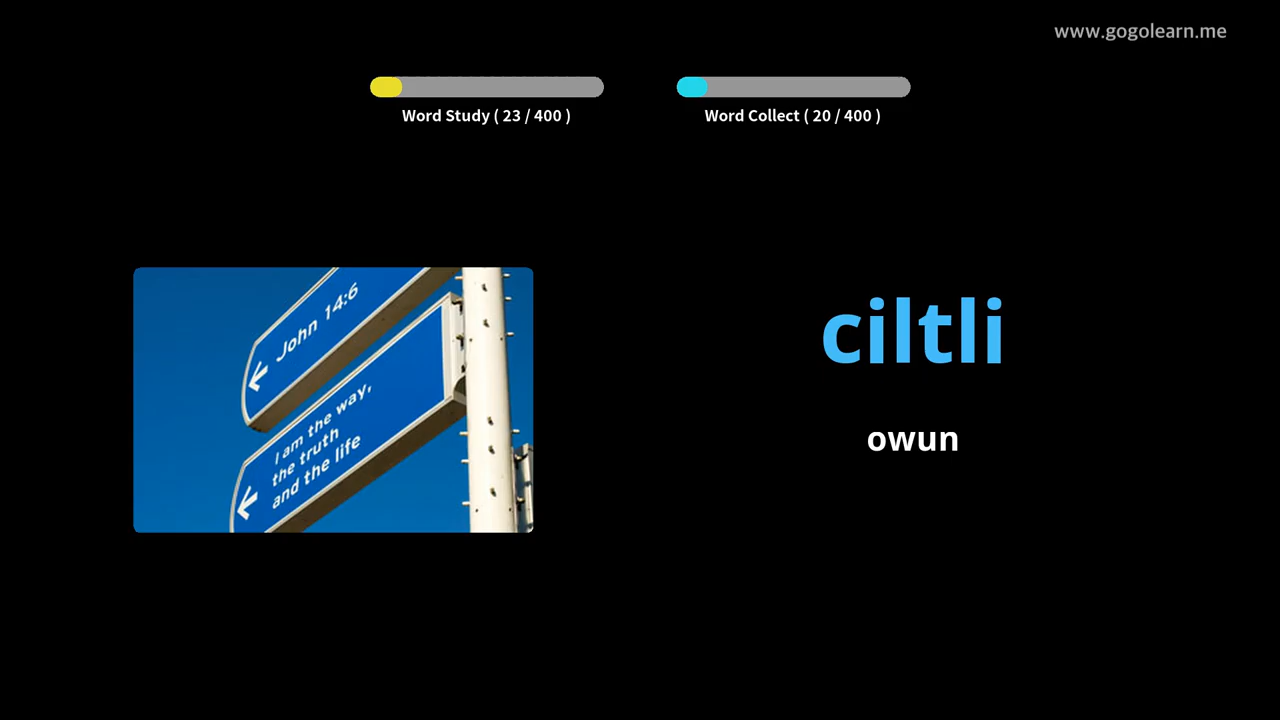 www.gogolearn.me
Word Study ( 23 / 400 )
Word Collect ( 20 / 400 )
John 14:6
I am the way,
the truth
and the life
ciltli
owun